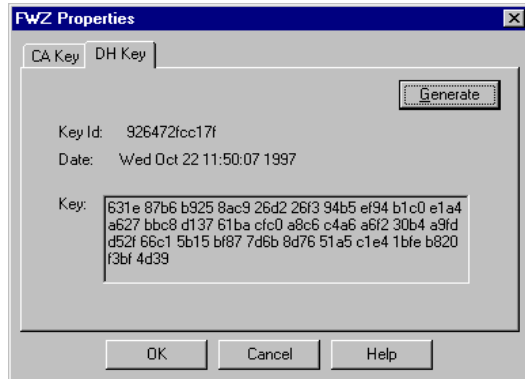 FWZ Properties
CA Key DH Key
Generate
Key Id: 926472fcc17f
Date: Wed Oct 22 11:50:07 1997
Key: 631e 87b6 b925 8ac9 26d2 26f3 94b5 ef94 b1c0 e1a4
a627 bbc8 d137 61ba cfc0 a8c6 c4a6 a6f2 30b4 a9fd
d52f 66c1 5b15 bf87 7d6b 8d76 51a5 c1e4 1bfe b820
f3bf 4d39
OK Cancel Help